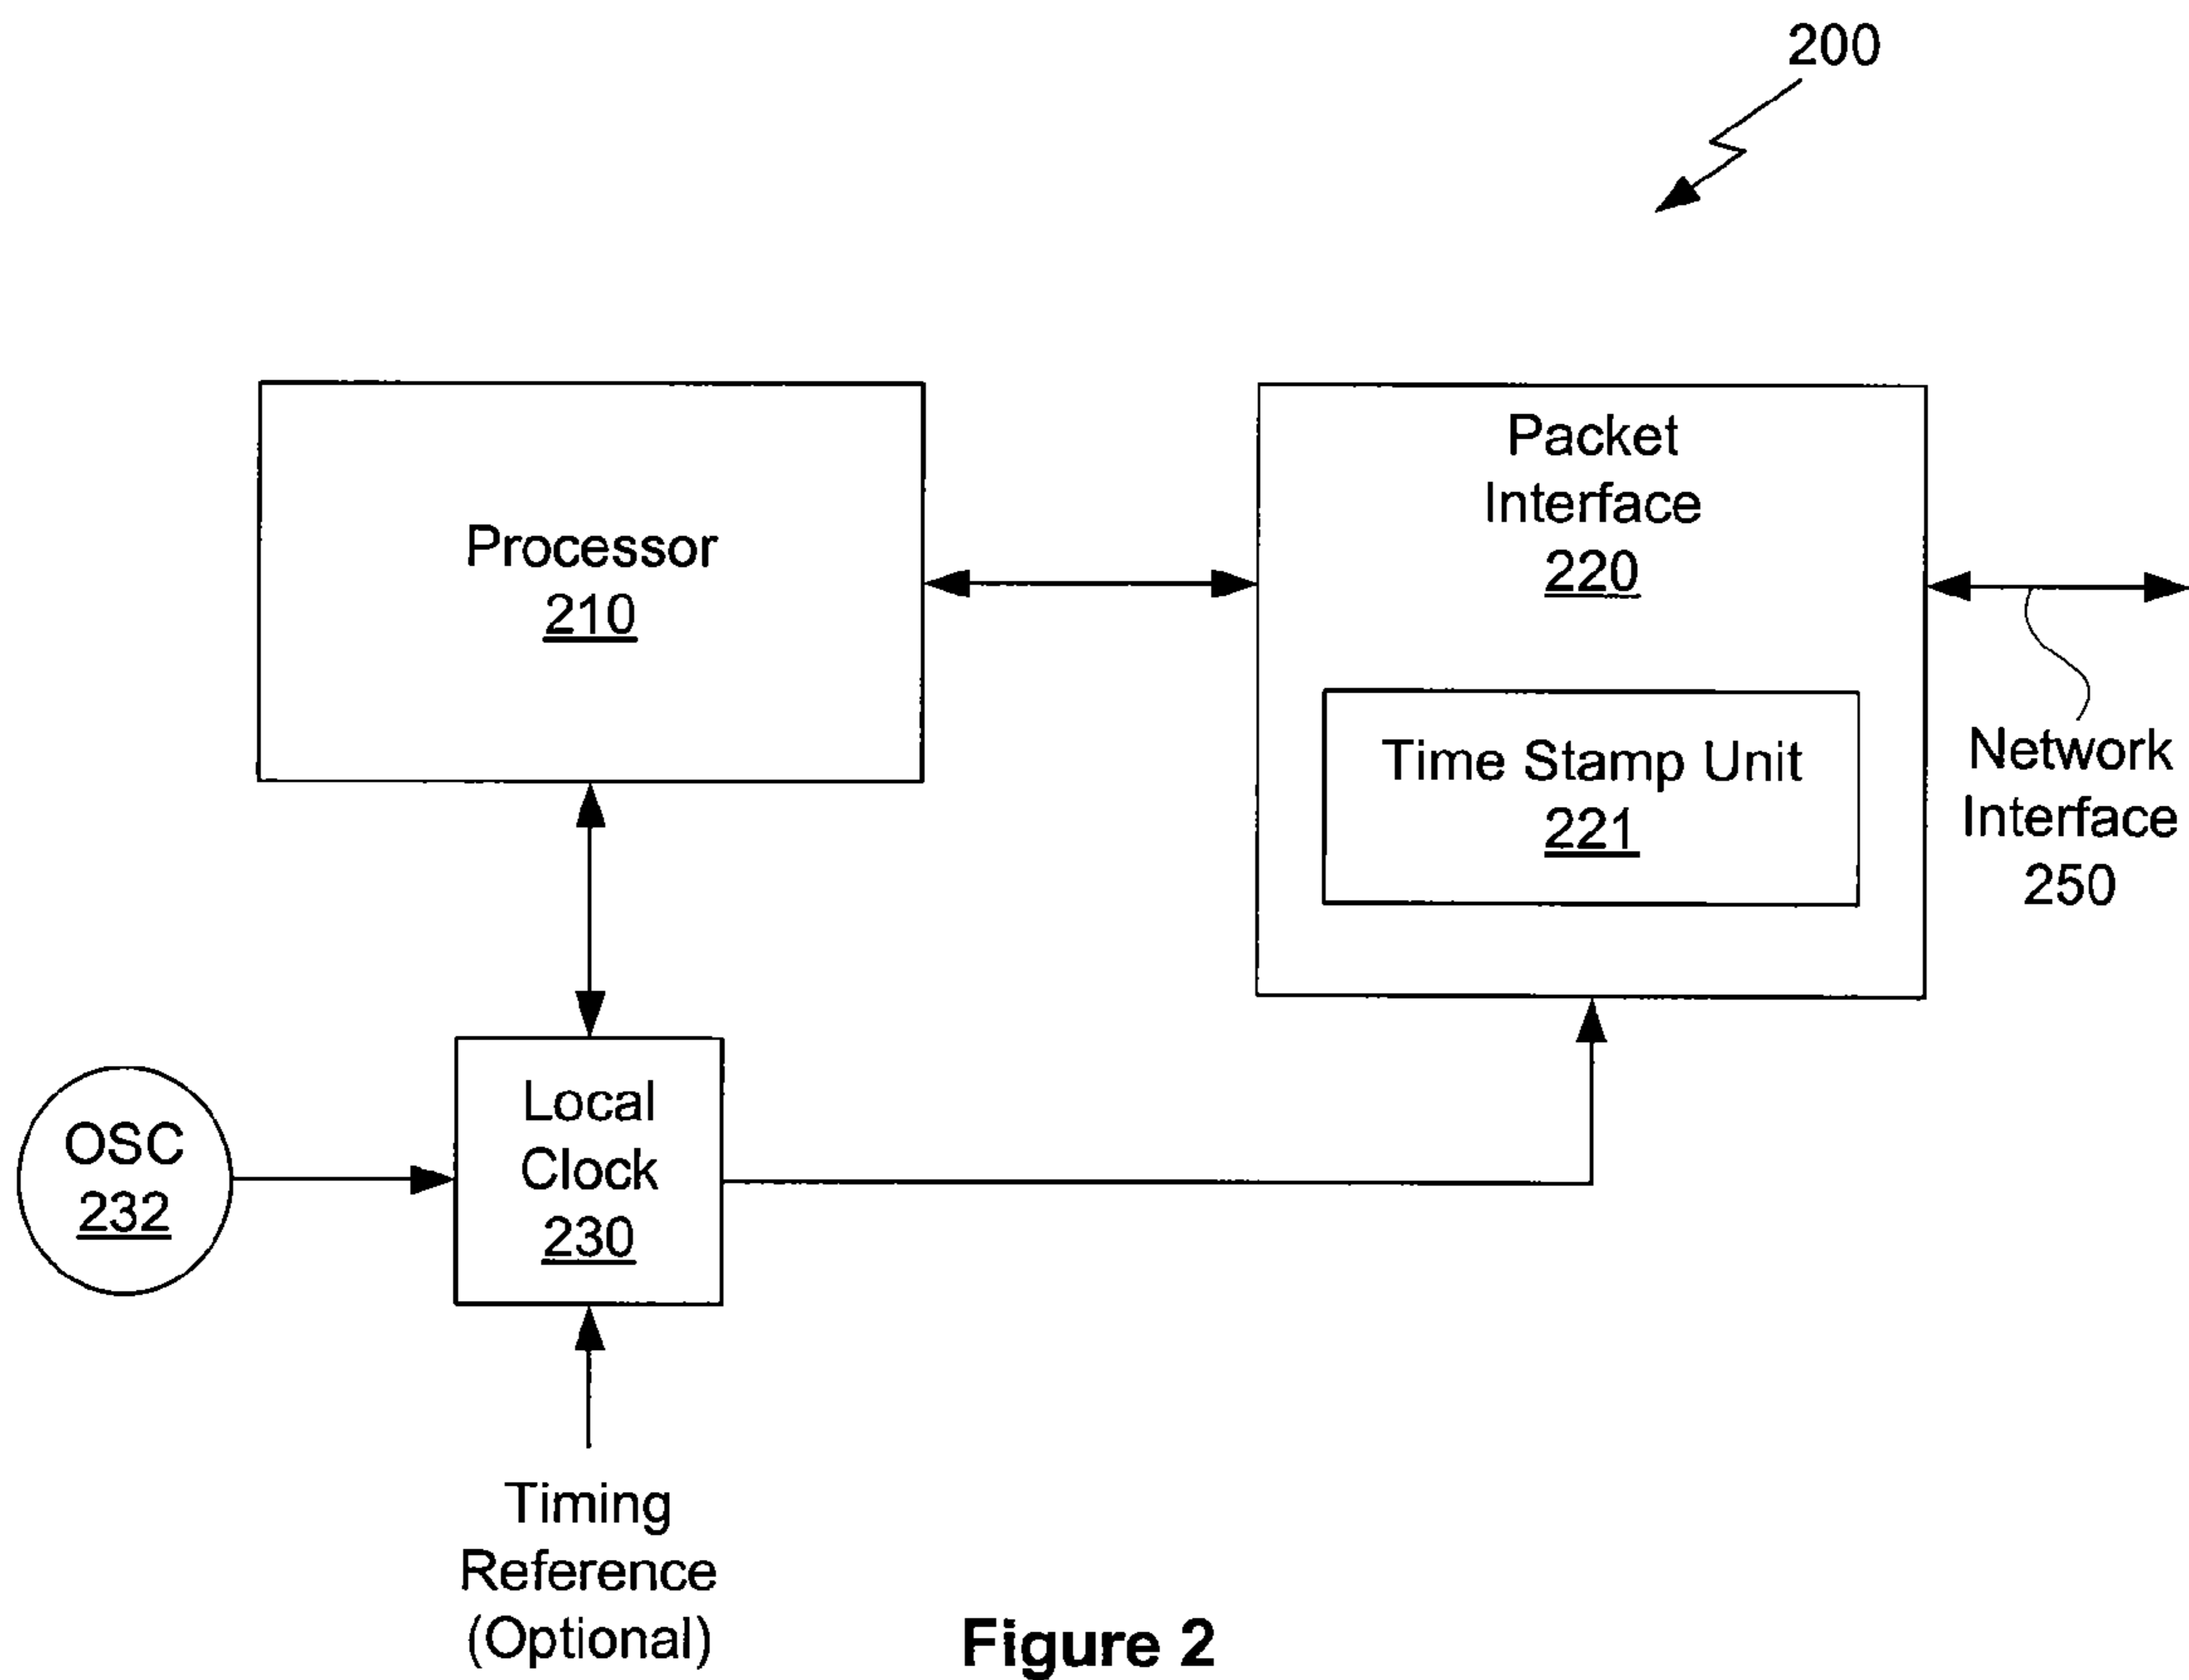 200
Processor
210
Packet
Interface
220
Time Stamp Unit
221
Network
Interface
250
OSC
232
Local
Clock
230
Timing
Reference
(Optional)
Figure 2